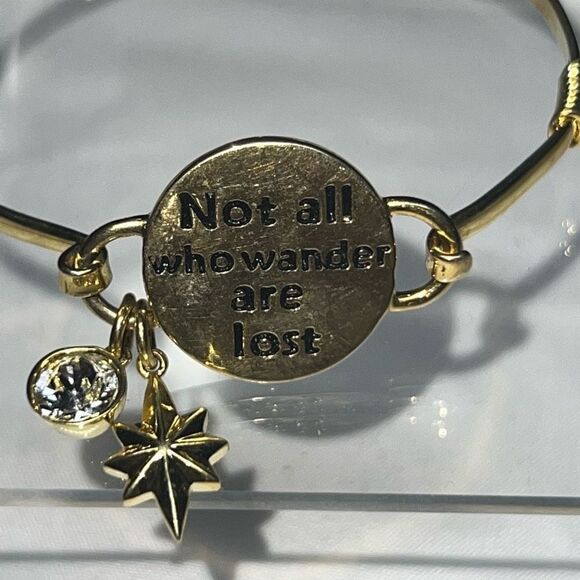 Not all
who wander
are
lost